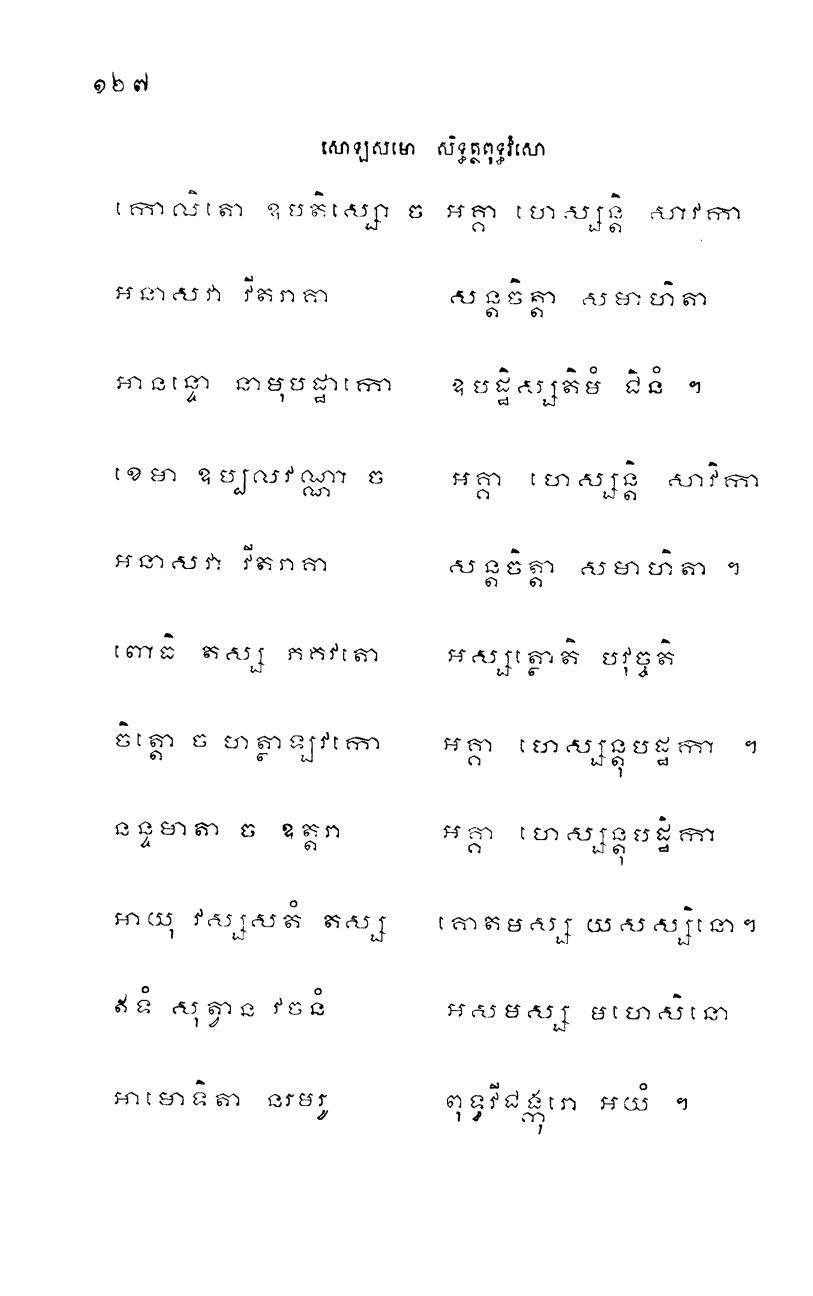 ១២៧
សោឡសមោ សិទ្ធត្ថពុទ្ធវំសោ
កោលិតោ ឧបតិស្សោ ច អគ្គា ហេស្សន្តិ សាវកា
អនាសវា វីតរាគា សន្តចិត្តា សមាហិតា
អានន្ទោ នាមុបដ្ឋាកោ ឧបដ្ឋិស្សតិមំ ជិនំ ។
ខេមា ឧប្បលវណ្ណា ច អគ្គា ហេស្សន្តិ សាវិកា
អនាសវា វីតរាគា សន្តចិត្តា សមាហិតា ។
ពោធិ តស្ស ភគវតោ អស្សត្ថោតិ បវុច្ចតិ
ចិត្តោ ច ហត្ថាឡវកោ អគ្គា ហេស្សន្តុបដ្ឋកា ។
នន្ទមាតា ច ឧត្តរា អគ្គា ហេស្សន្តុបដ្ឋិកា
អាយុ វស្សសតំ តស្ស គោតមស្ស យសស្សិនោ។
ឥទំ សុត្វាន វចនំ អសមស្ស មហេសិនោ
អាមោទិតា នរមរូ ពុទ្ធវីជង្កុរោ អយំ ។